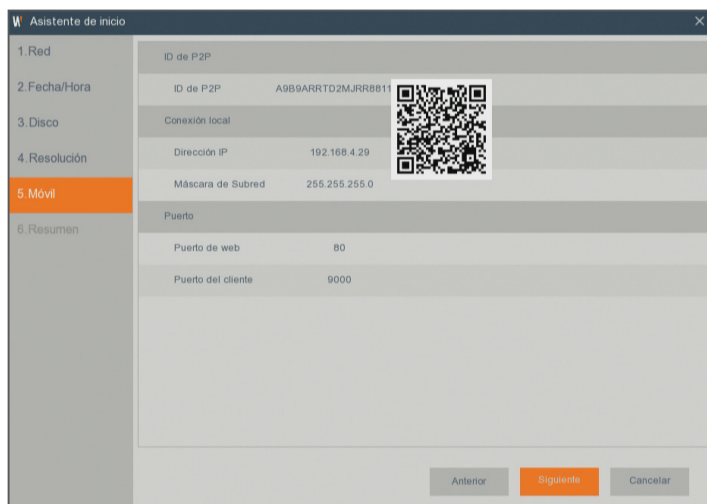 Asistente de inicio
1.Red
2.Fecha/Hora
3.Disco
4.Resolución
5.Móvil
6.Resumen
ID de P2P
ID de P2P A9B9ARRTD2MJRR8811
Conexión local
Dirección IP 192.168.4.29
Máscara de Subred 255.255.255.0
Puerto
Puerto de web 80
Puerto del cliente 9000
Anterior Siguiente Cancelar